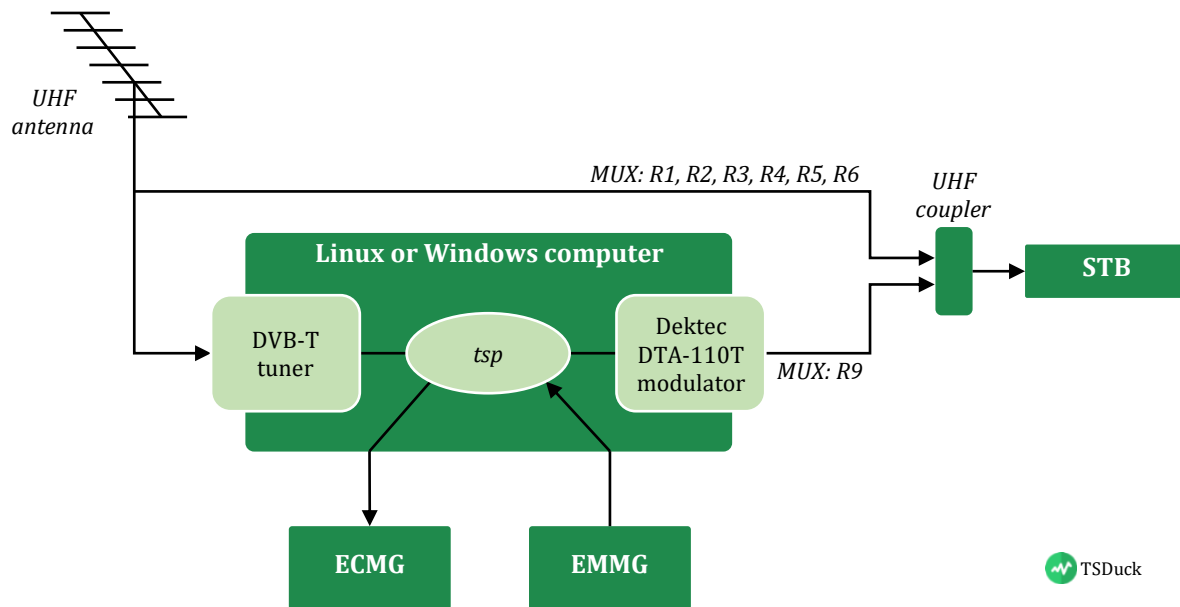 UHF
antenna
MUX: R1, R2, R3, R4, R5, R6
UHF
coupler
Linux or Windows computer
STB
DVB-T
tuner
tsp
Dektec
DTA-110T
modulator
MUX: R9
ECMG
EMMG
TSDuck